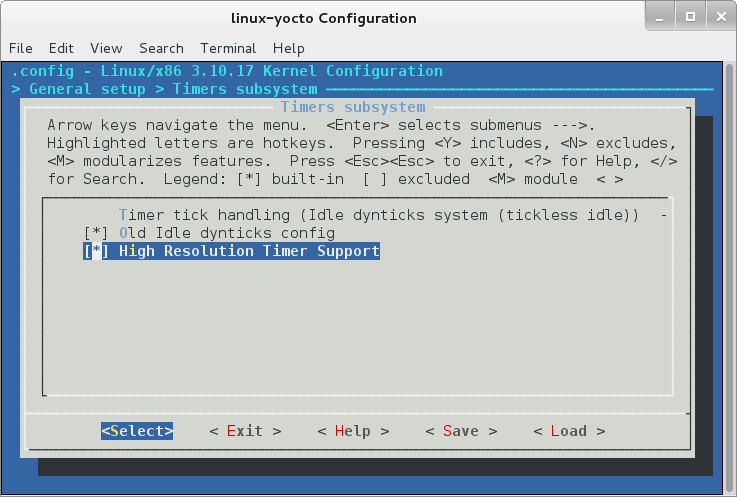 linux-yocto Configuration
File Edit View Search Terminal Help
.config - Linux/x86 3.10.17 Kernel Configuration
> General setup > Timers subsystem
Timers subsystem
Arrow keys navigate the menu. <Enter> selects submenus --->.
Highlighted letters are hotkeys. Pressing <Y> includes, <N> excludes,
<M> modularizes features. Press <Esc><Esc> to exit, <?> for Help, </>
for Search. Legend: [*] built-in [ ] excluded <M> module < >
Timer tick handling (Idle dynticks system (tickless idle)) -
[*] Old Idle dynticks config
[*] High Resolution Timer Support
<Select> < Exit > < Help > < Save > < Load >